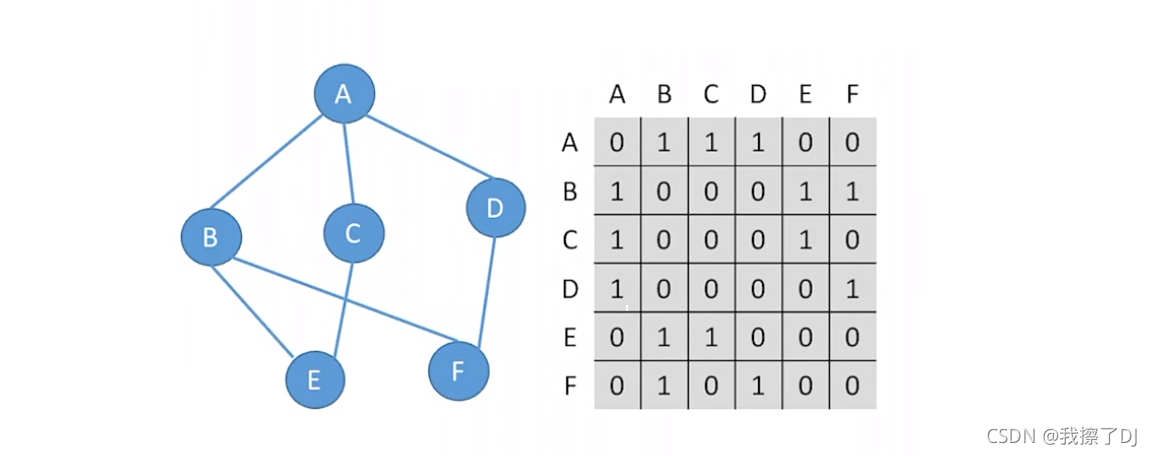 A
B
C
D
E
F
A B C D E F
A 0 1 1 1 0 0
B 1 0 0 0 1 1
C 1 0 0 0 1 0
D 1 0 0 0 0 1
E 0 1 1 0 0 0
F 0 1 0 1 0 0
CSDN @我擦了DJ